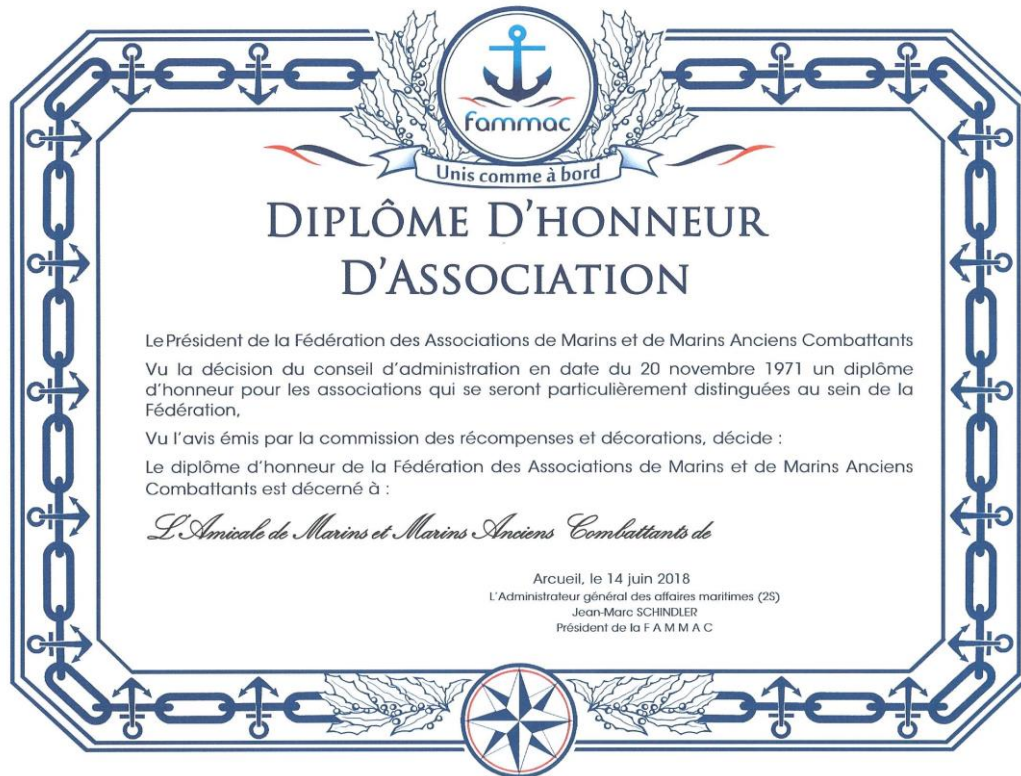 fammac
Unis comme à bord
DIPLÔME D'HONNEUR
D'ASSOCIATION
Le Président de la Fédération des Associations de Marins et de Marins Anciens Combattants
Vu la décision du conseil d'administration en date du 20 novembre 1971 un diplôme
d'honneur pour les associations qui se seront particulièrement distinguées au sein de la
Fédération,
Vu l'avis émis par la commission des récompenses et décorations, décide :
Le diplôme d'honneur de la Fédération des Associations de Marins et de Marins Anciens
Combattants est décerné à :
L'Amicale de Marins et Marins Anciens Combattants de
Arcueil, le 14 juin 2018
L'Administrateur général des affaires maritimes (2S)
Jean-Marc SCHINDLER
Président de la F A M M A C